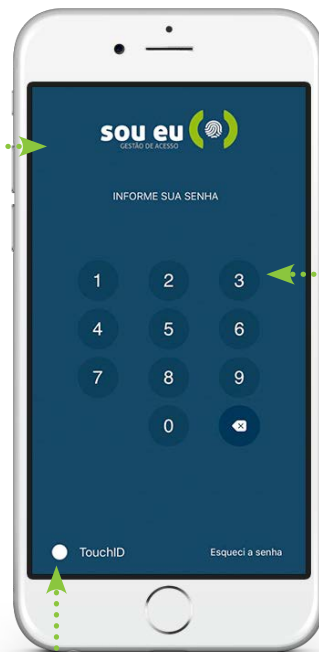 sou eu
GESTÃO DE ACESSO
INFORME SUA SENHA
1 2 3
4 5 6
7 8 9
0
TouchID Esqueci a senha